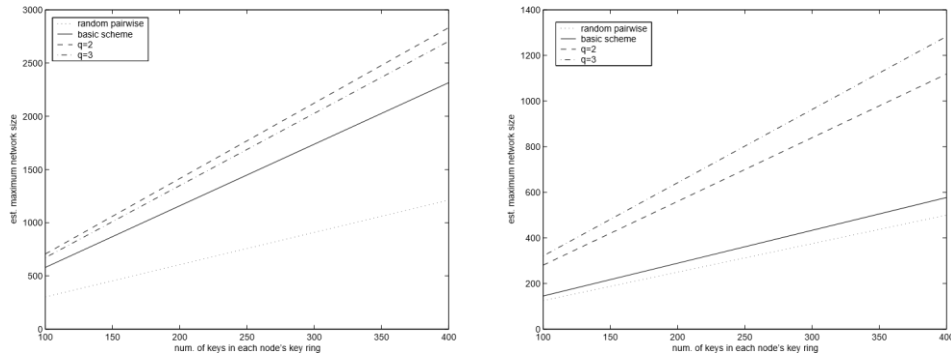 3000
2500
2000
1500
1000
500
0
est. maximum network size
random pairwise
basic scheme
q=2
q=3
100 150 200 250 300 350 400
num. of keys in each node's key ring
1400
1200
1000
800
600
400
200
0
est. maximum network size
random pairwise
basic scheme
q=2
q=3
100 150 200 250 300 350 400
num. of keys in each node's key ring